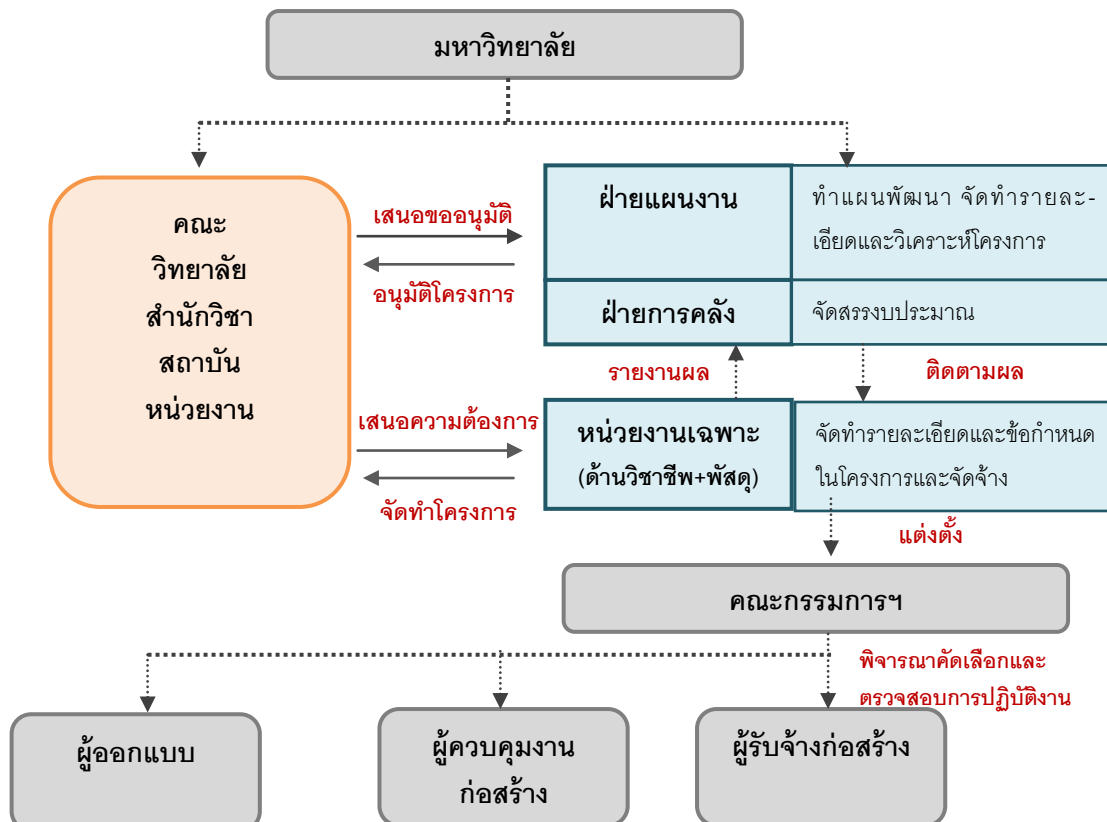 มหาวิทยาลัย
คณะ
วิทยาลัย
สำนักวิชา
สถาบัน
หน่วยงาน
เสนอขออนุมัติ
อนุมัติโครงการ
ฝ่ายแผนงาน
ทำแผนพัฒนา จัดทำรายละ-
เอียดและวิเคราะห์โครงการ
ฝ่ายการคลัง
จัดสรรงบประมาณ
รายงานผล
ติดตามผล
เสนอความต้องการ
จัดทำโครงการ
หน่วยงานเฉพาะ
(ด้านวิชาชีพ+พัสดุ)
จัดทำรายละเอียดและข้อกำหนด
ในโครงการและจัดจ้าง
แต่งตั้ง
คณะกรรมการฯ
พิจารณาคัดเลือกและ
ตรวจสอบการปฏิบัติงาน
ผู้ออกแบบ
ผู้ควบคุมงาน
ก่อสร้าง
ผู้รับจ้างก่อสร้าง